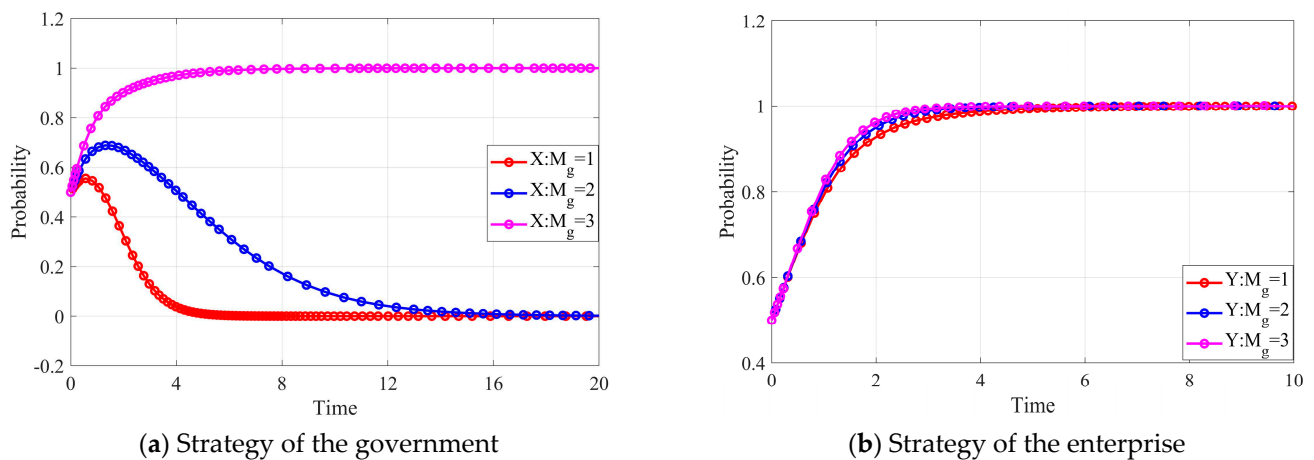 1.2
1
0.8
0.6
0.4
0.2
0
-0.2
Probability
0 4 8 12 16 20
Time
X:M_g=1
X:M_g=2
X:M_g=3
(a) Strategy of the government
1.2
1
0.8
0.6
0.4
Probability
0 2 4 6 8 10
Time
Y:M_g=1
Y:M_g=2
Y:M_g=3
(b) Strategy of the enterprise